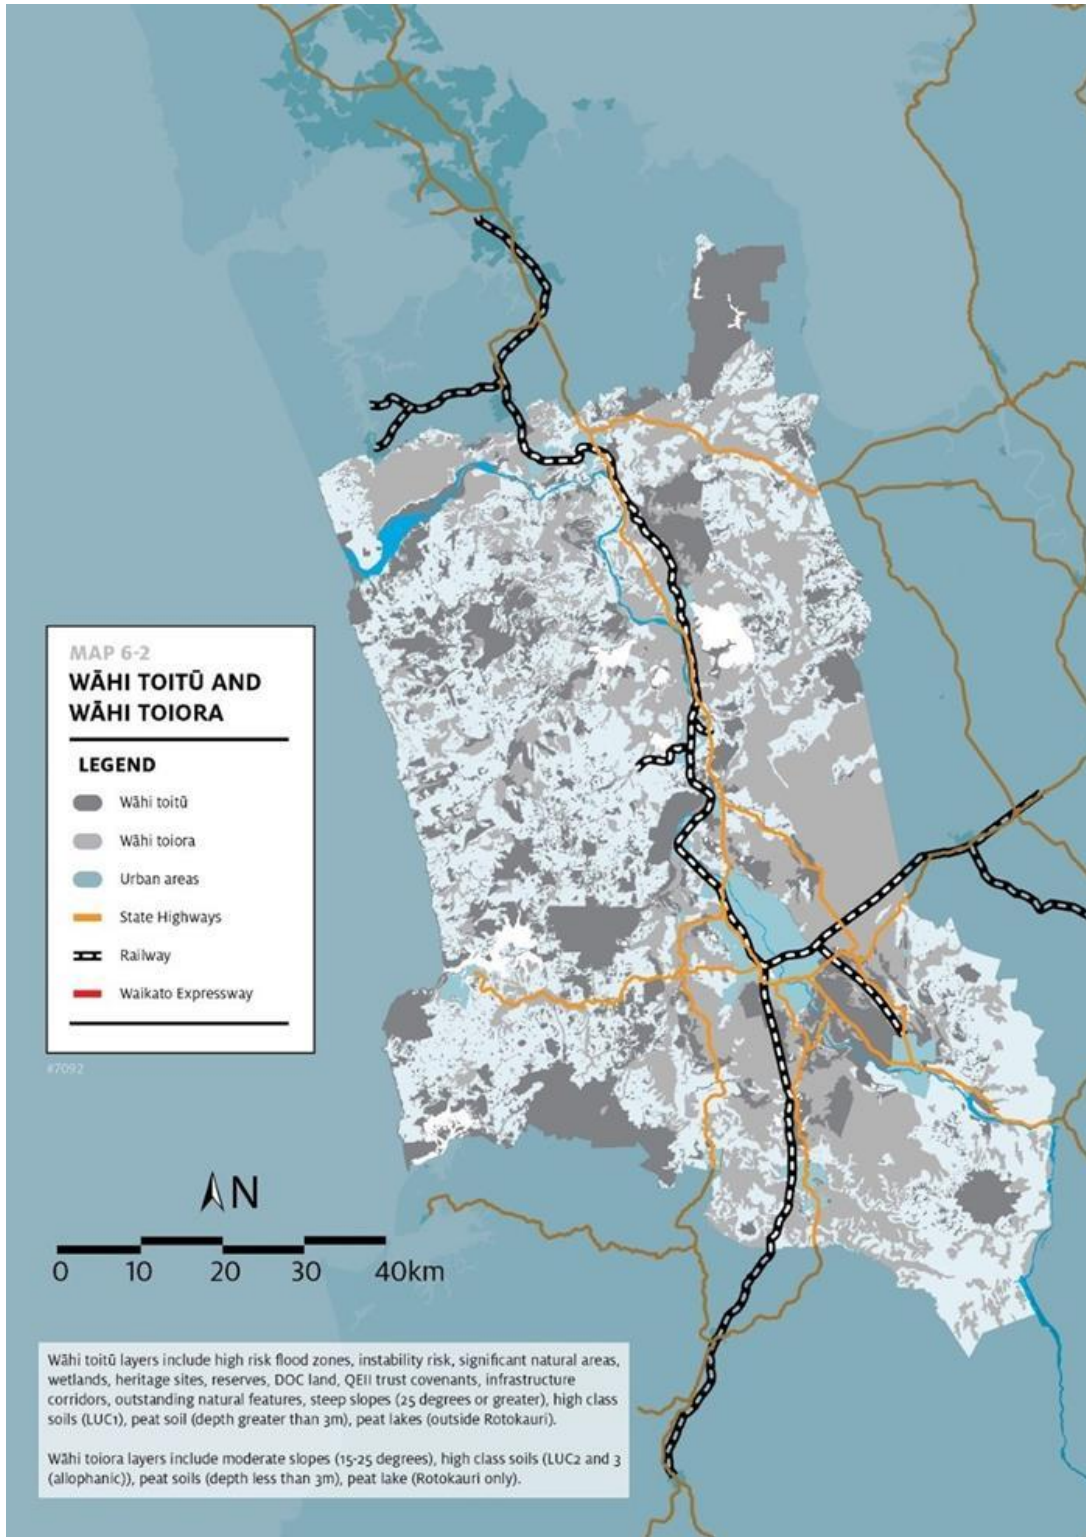 MAP 6-2
WĀHI TOITŪ AND
WĀHI TOIORA
LEGEND
Wāhi toitū
Wāhi toiora
Urban areas
State Highways
Railway
Waikato Expressway
#7092
N
0 10 20 30 40km
Wāhi toitū layers include high risk flood zones, instability risk, significant natural areas,
wetlands, heritage sites, reserves, DOC land, QEII trust covenants, infrastructure
corridors, outstanding natural features, steep slopes (25 degrees or greater), high class
soils (LUC1), peat soil (depth greater than 3m), peat lakes (outside Rotokauri).
Wāhi toiora layers include moderate slopes (15-25 degrees), high class soils (LUC2 and 3
(allophanic)), peat soils (depth less than 3m), peat lake (Rotokauri only).